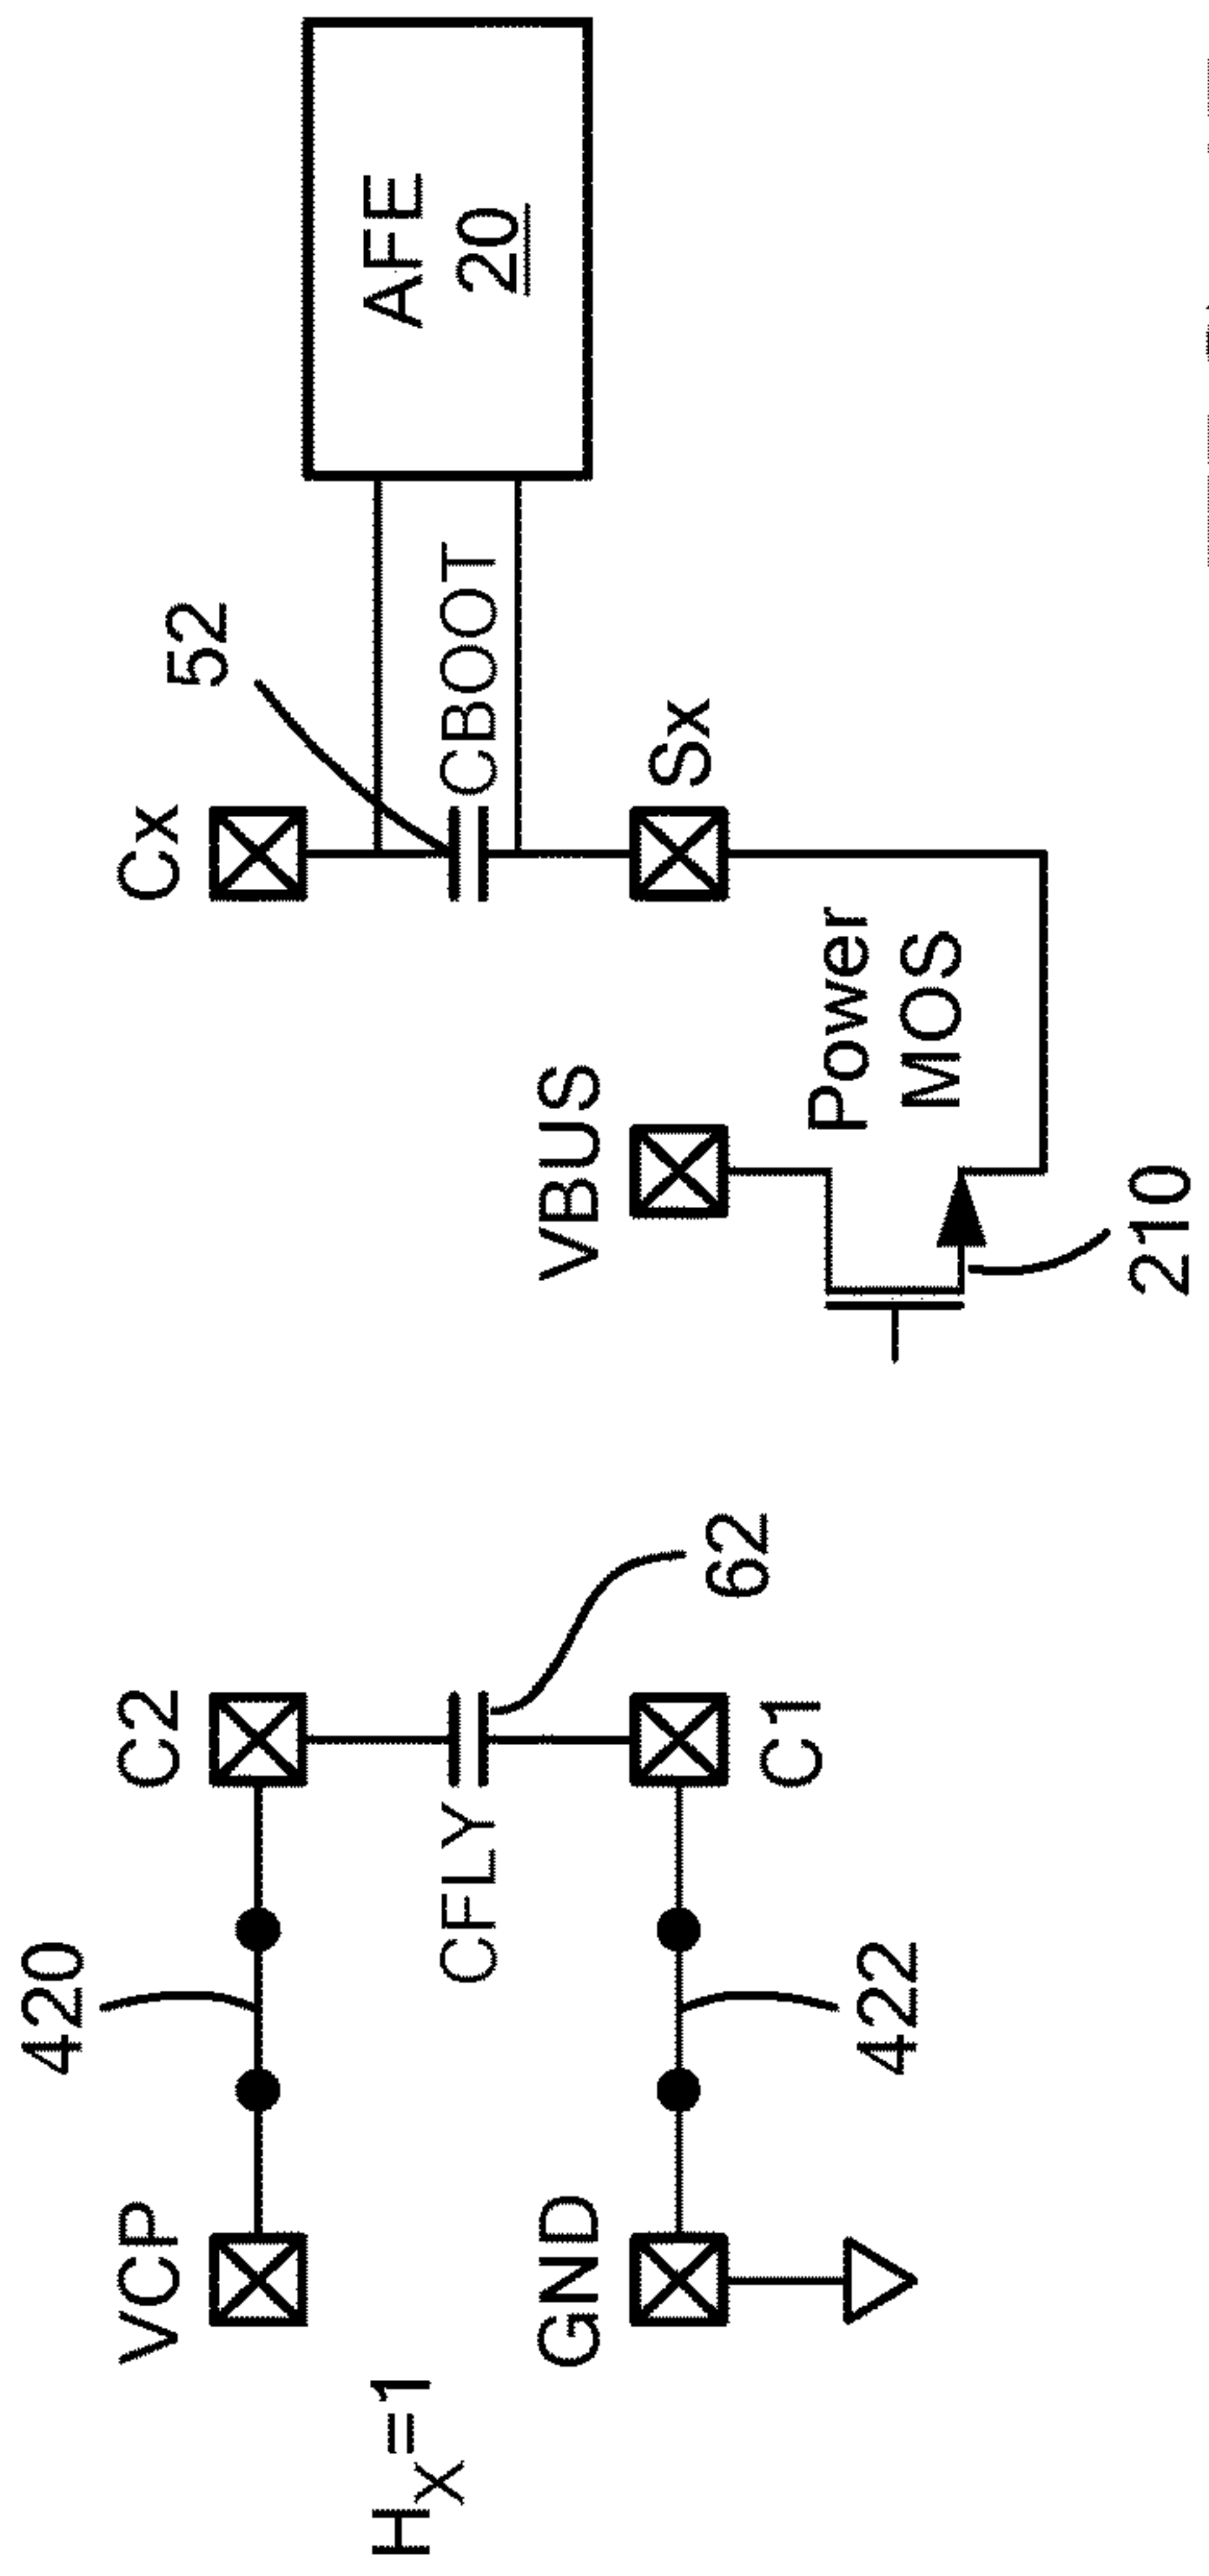 Hx=1
VCP
420
C2
Cx
52
AFE
20
CFLY
CBOOT
GND
422
C1
62
VBUS
Sx
Power
MOS
210